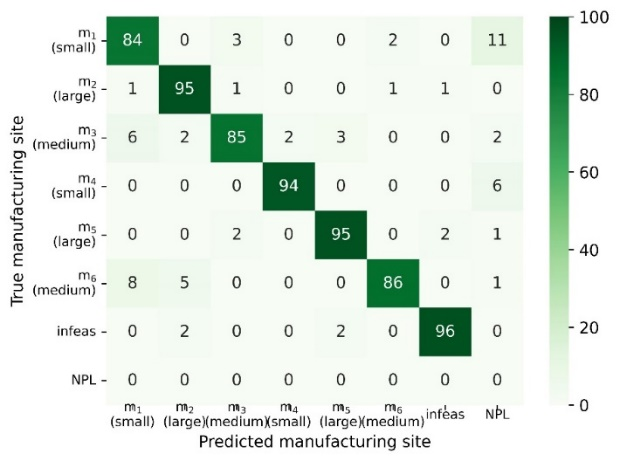 m1 (small) 84 0 3 0 0 2 0 11
m2 (large) 1 95 1 0 0 1 1 0
m3 (medium) 6 2 85 2 3 0 0 2
m4 (small) 0 0 0 94 0 0 0 6
m5 (large) 0 0 2 0 95 0 2 1
m6 (medium) 8 5 0 0 0 86 0 1
infeas 0 2 0 0 2 0 96 0
NPL 0 0 0 0 0 0 0 0
m1 m2 m3 m4 m5 m6 infeas NPL
(small) (large) (medium) (small) (large) (medium)
Predicted manufacturing site
True manufacturing site
100
80
60
40
20
0